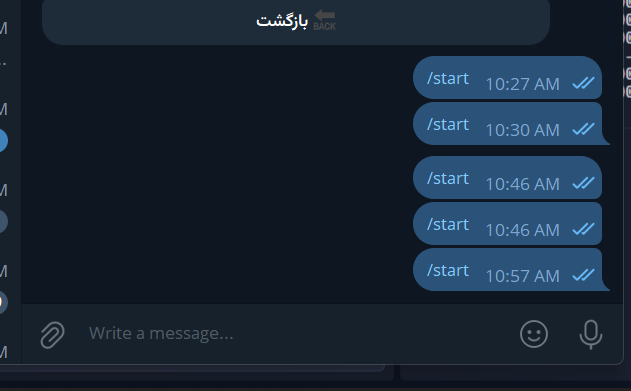 بازگشت BACK
/start 10:27 AM
/start 10:30 AM
/start 10:46 AM
/start 10:46 AM
/start 10:57 AM
Write a message...